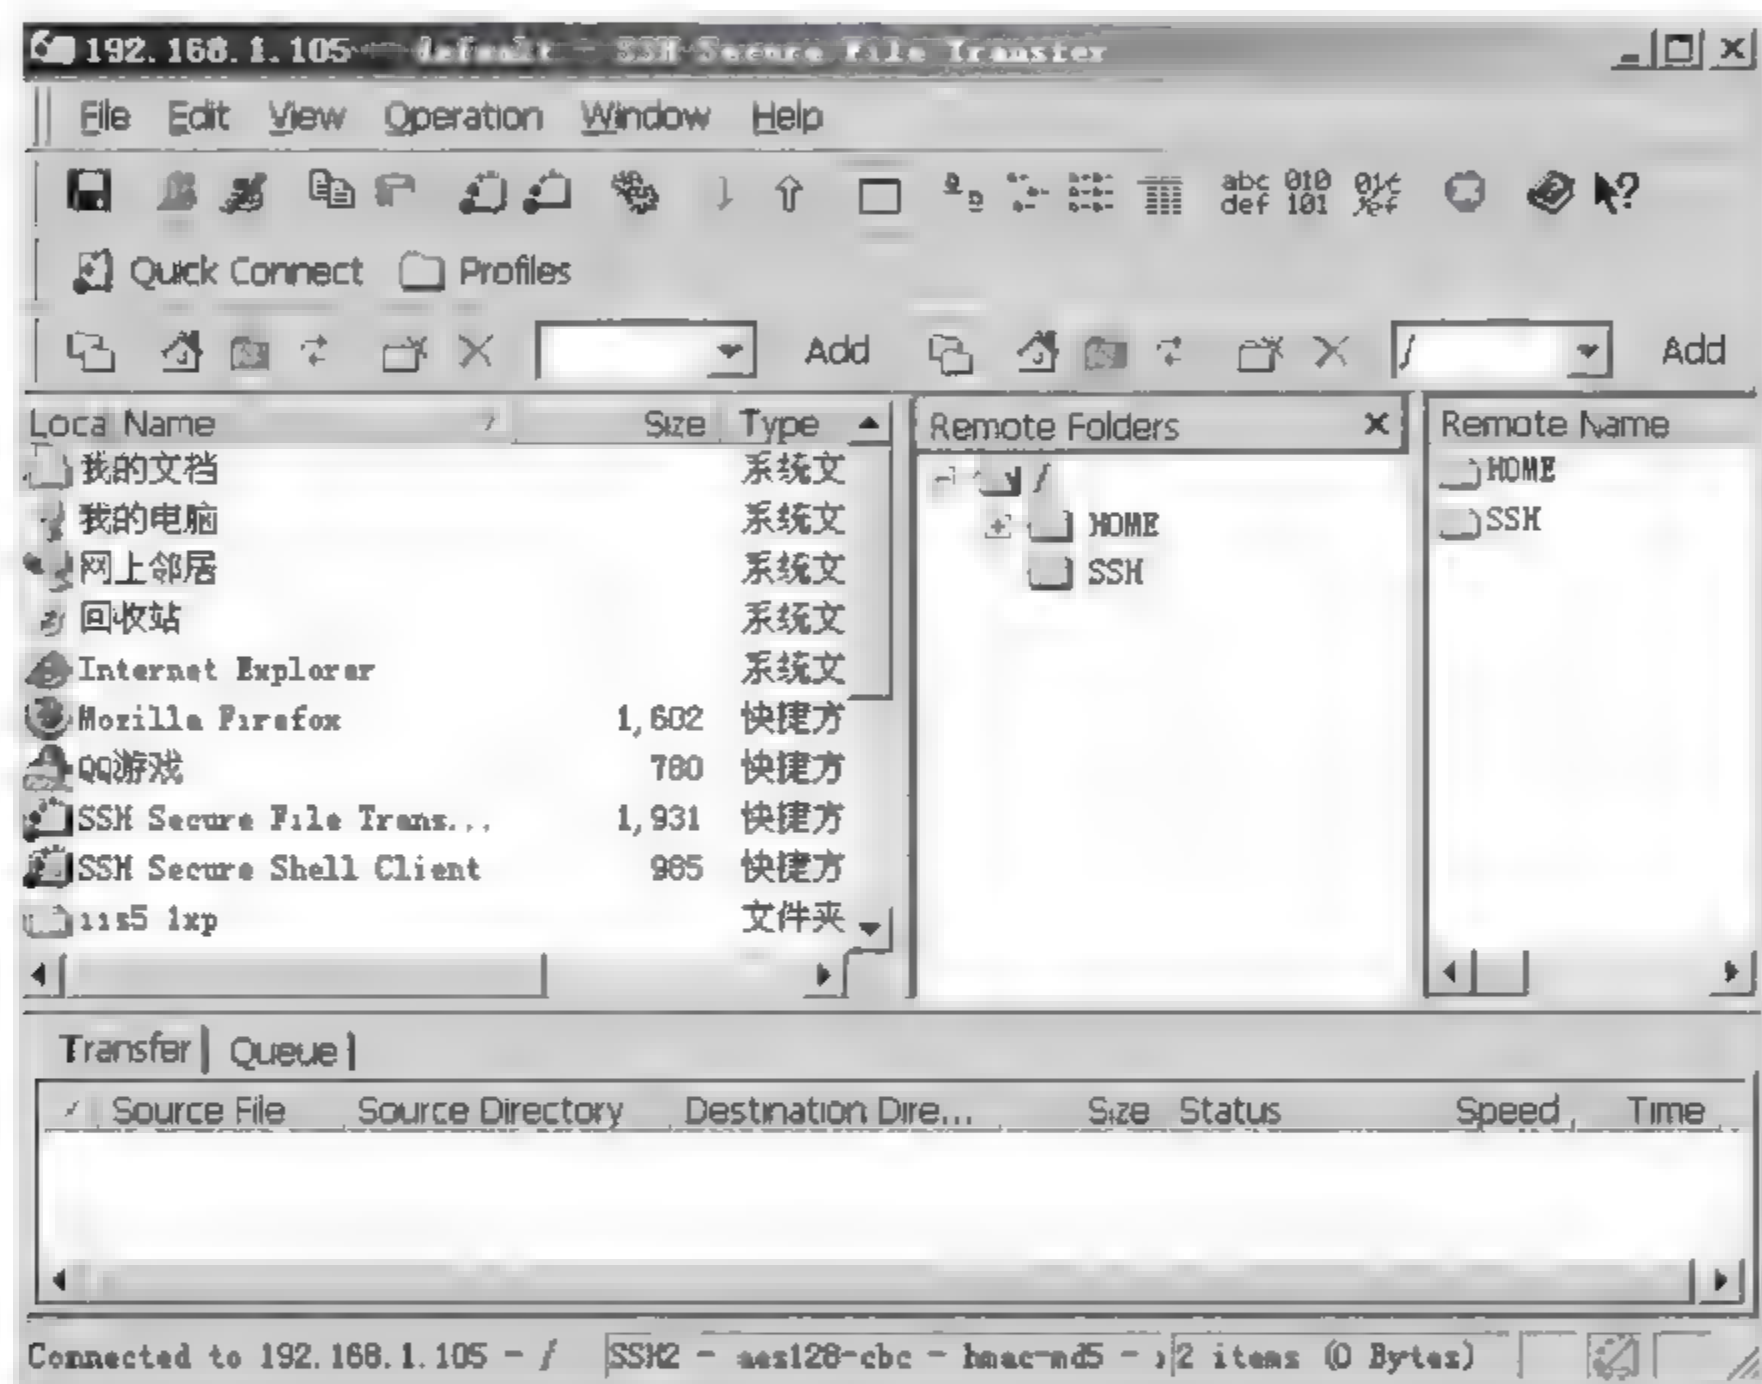 192.168.1.105 - default - SSH Secure File Transfer
File Edit View Operation Window Help
abc def 010 101
Quick Connect Profiles
Add / Add
Local Name Size Type Remote Folders Remote Name
我的文档 系统文 / HOME
我的电脑 系统文 HOME SSH
网上邻居 系统文 SSH
回收站 系统文
Internet Explorer 系统文
Mozilla Firefox 1,602 快捷方
QQ游戏 780 快捷方
SSH Secure File Trans... 1,931 快捷方
SSH Secure Shell Client 985 快捷方
文件夹
Transfer Queue
/ Source File Source Directory Destination Dire... Size Status Speed Time
Connected to 192.168.1.105 - / SSH2 - aes128-cbc - hmac-md5 - 2 items (0 Bytes)